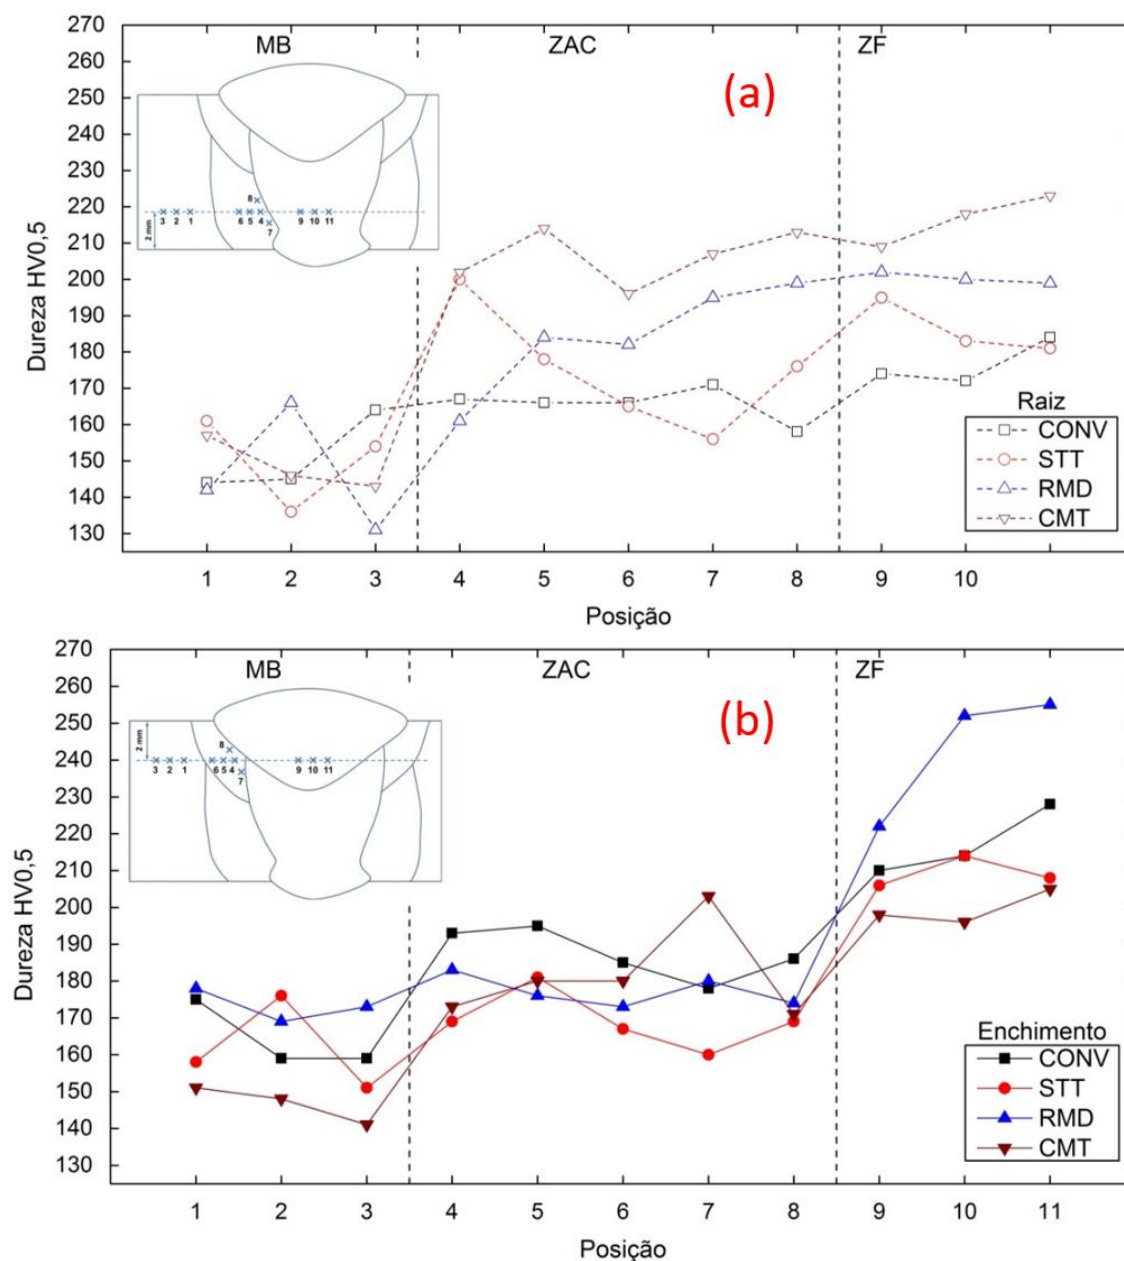 270
260
250
240
230
220
210
200
190
180
170
160
150
140
130
Dureza HV0,5
MB ZAC ZF
(a)
8
3 2 1 6 5 4 9 10 11
7
2 mm
Raiz
CONV
STT
RMD
CMT
1 2 3 4 5 6 7 8 9 10
Posição
270
260
250
240
230
220
210
200
190
180
170
160
150
140
130
Dureza HV0,5
MB ZAC ZF
(b)
2 mm
8
3 2 1 6 5 4 9 10 11
7
Enchimento
CONV
STT
RMD
CMT
1 2 3 4 5 6 7 8 9 10 11
Posição